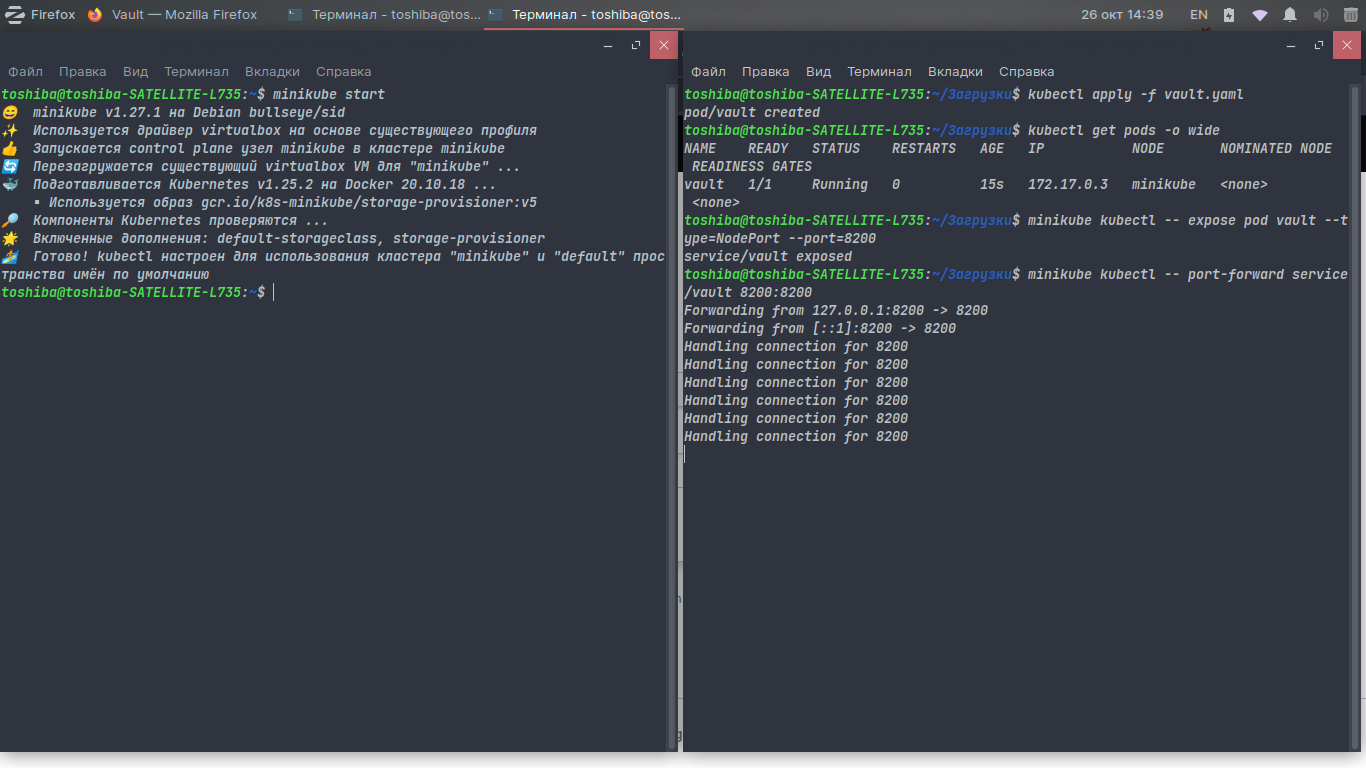 Firefox Vault — Mozilla Firefox Терминал - toshiba@tos... Терминал - toshiba@tos... 26 окт 14:39 EN
Файл Правка Вид Терминал Вкладки Справка
toshiba@toshiba-SATELLITE-L735:~$ minikube start
minikube v1.27.1 на Debian bullseye/sid
Используется драйвер virtualbox на основе существующего профиля
Запускается control plane узел minikube в кластере minikube
Перезагружается существующий virtualbox VM для "minikube" ...
Подготавливается Kubernetes v1.25.2 на Docker 20.10.18 ...
▪ Используется образ gcr.io/k8s-minikube/storage-provisioner:v5
Компоненты Kubernetes проверяются ...
Включенные дополнения: default-storageclass, storage-provisioner
Готово! kubectl настроен для использования кластера "minikube" и "default" прос
транства имён по умолчанию
toshiba@toshiba-SATELLITE-L735:~$
Файл Правка Вид Терминал Вкладки Справка
toshiba@toshiba-SATELLITE-L735:~/Загрузки$ kubectl apply -f vault.yaml
pod/vault created
toshiba@toshiba-SATELLITE-L735:~/Загрузки$ kubectl get pods -o wide
NAME READY STATUS RESTARTS AGE IP NODE NOMINATED NODE
READINESS GATES
vault 1/1 Running 0 15s 172.17.0.3 minikube <none>
<none>
toshiba@toshiba-SATELLITE-L735:~/Загрузки$ minikube kubectl -- expose pod vault --t
ype=NodePort --port=8200
service/vault exposed
toshiba@toshiba-SATELLITE-L735:~/Загрузки$ minikube kubectl -- port-forward service
/vault 8200:8200
Forwarding from 127.0.0.1:8200 -> 8200
Forwarding from [::1]:8200 -> 8200
Handling connection for 8200
Handling connection for 8200
Handling connection for 8200
Handling connection for 8200
Handling connection for 8200
Handling connection for 8200